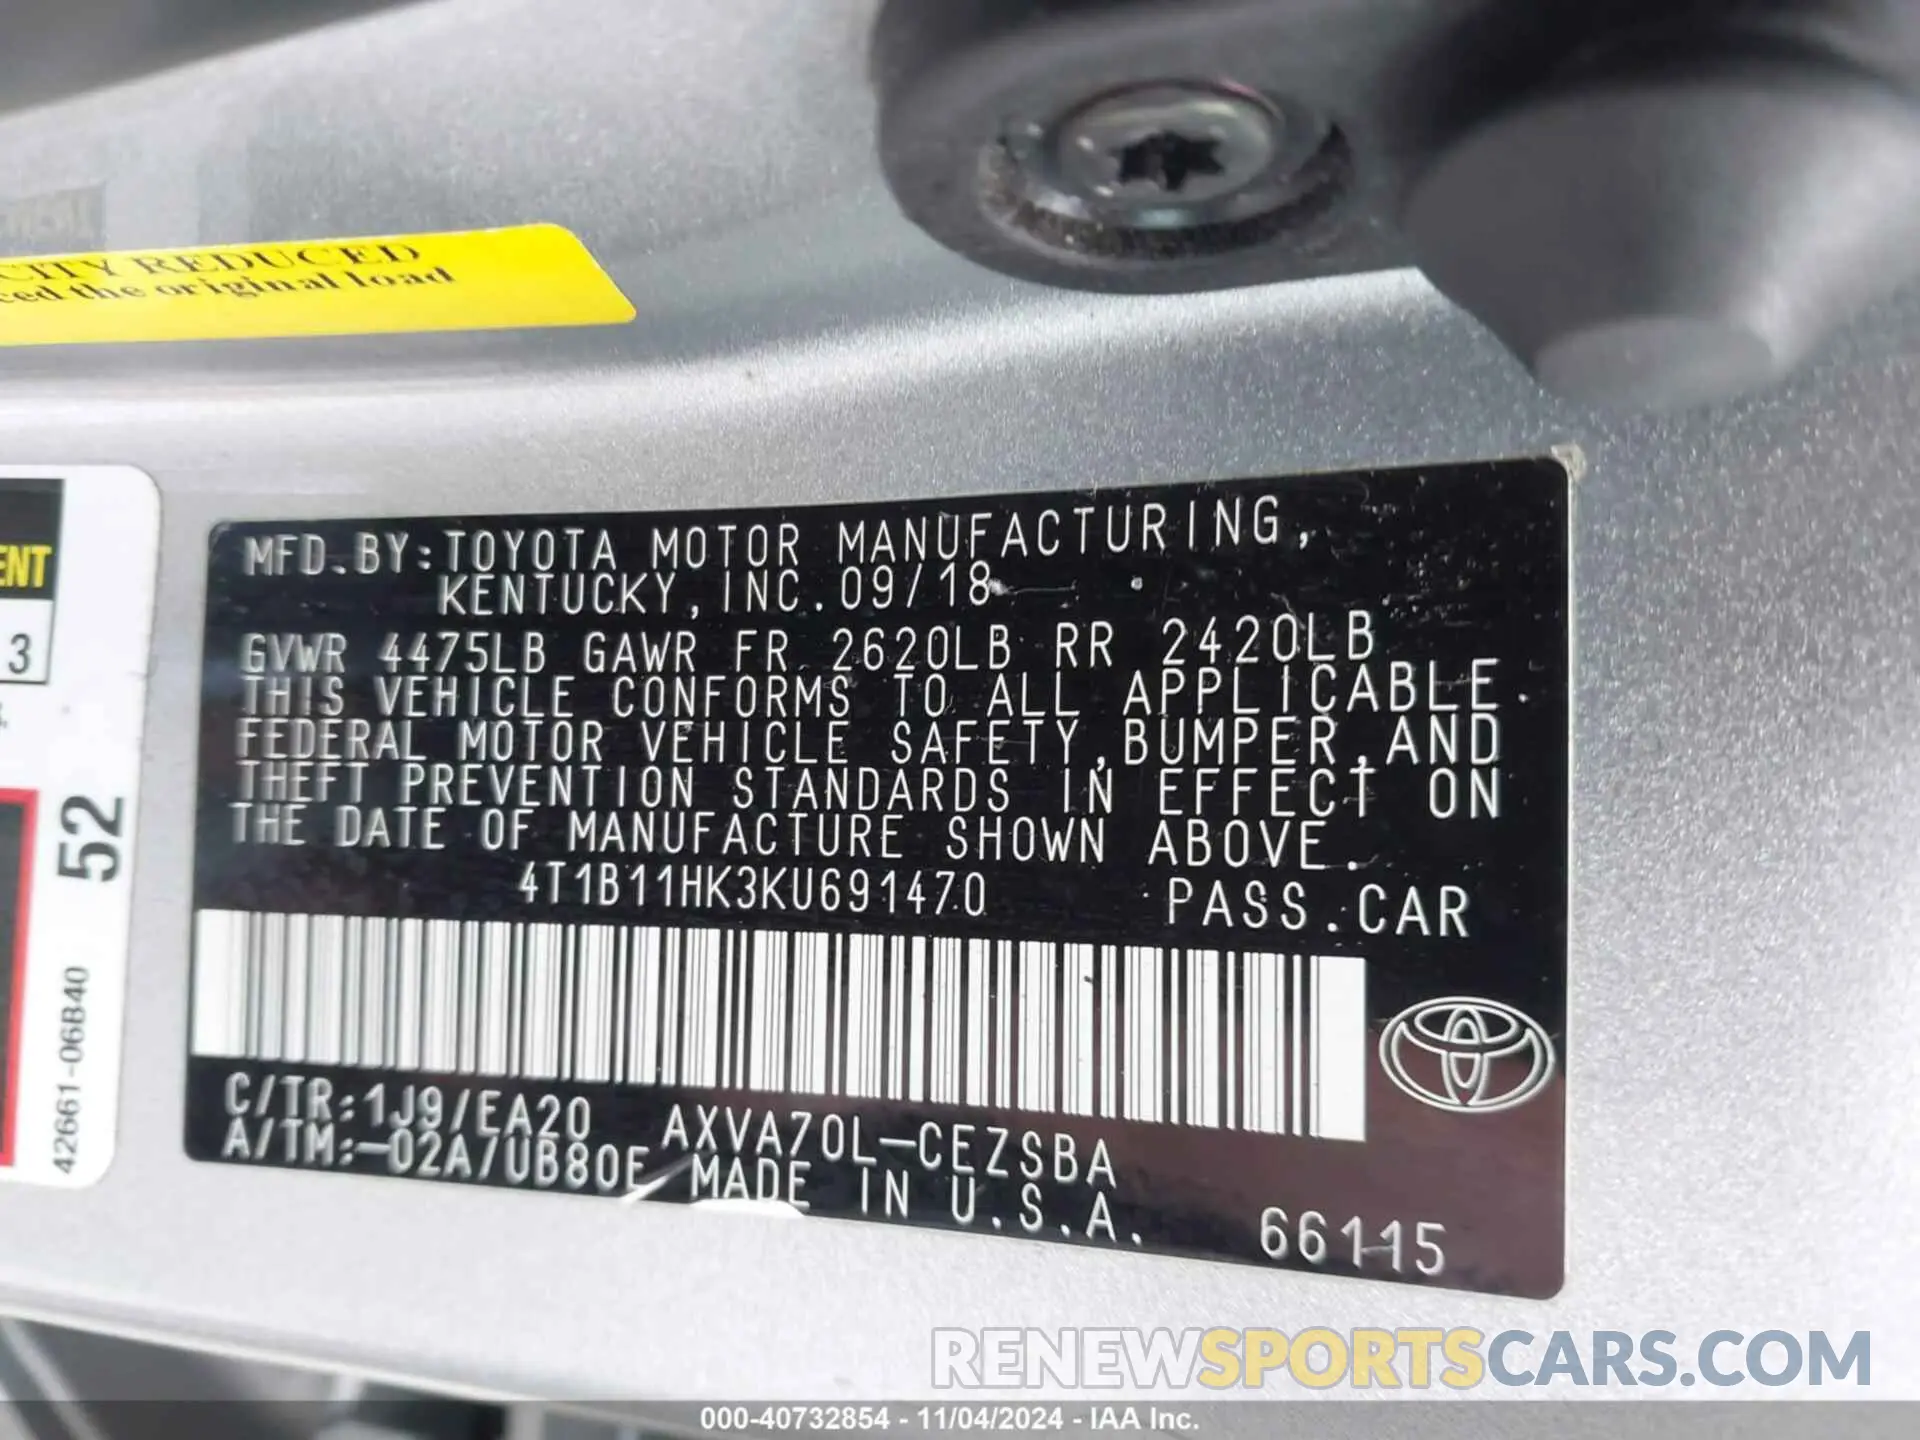 CITY REDUCED
ced the original load
ENT
3
52
42661-06B40
MFD.BY:TOYOTA MOTOR MANUFACTURING,
KENTUCKY,INC.09/18
GVWR 4475LB GAWR FR 2620LB RR 2420LB
THIS VEHICLE CONFORMS TO ALL APPLICABLE
FEDERAL MOTOR VEHICLE SAFETY,BUMPER,AND
THEFT PREVENTION STANDARDS IN EFFECT ON
THE DATE OF MANUFACTURE SHOWN ABOVE.
4T1B11HK3KU691470 PASS.CAR
C/TR:1J9/EA20 AXVA70L-CEZSBA
A/TM:-02A/UB80E MADE IN U.S.A.
66115
RENEWSPORTSCARS.COM
000-40732854 - 11/04/2024 - IAA Inc.